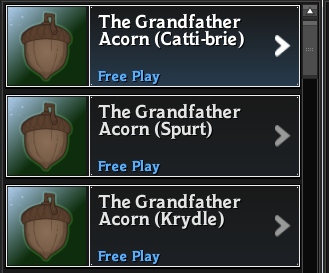 The Grandfather
Acorn (Catti-brie)
Free Play
The Grandfather
Acorn (Spurt)
Free Play
The Grandfather
Acorn (Krydle)
Free Play